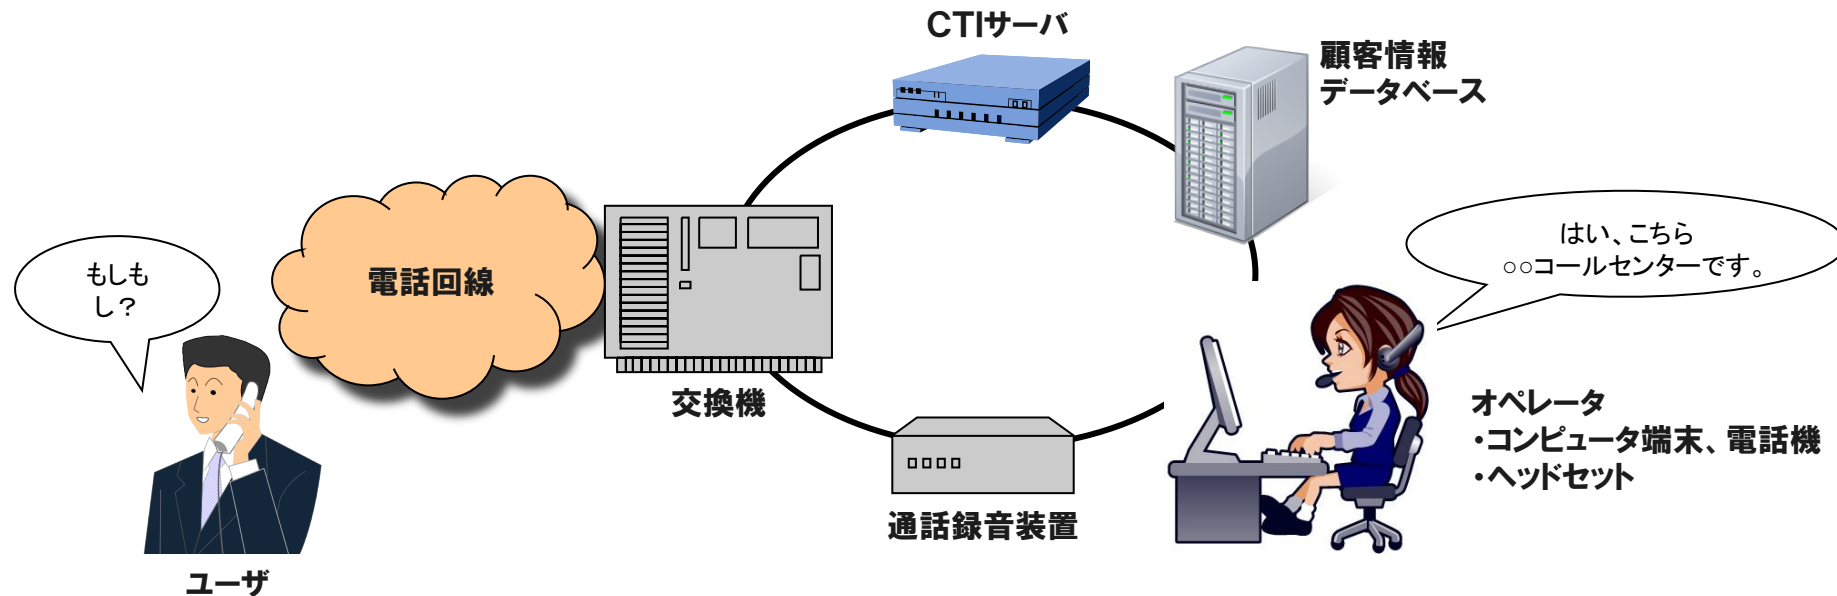 CTIサーバ
顧客情報
データベース
もしも
し?
電話回線
はい、こちら
○○コールセンターです。
交換機
オペレータ
・コンピュータ端末、電話機
・ヘッドセット
通話録音装置
ユーザ